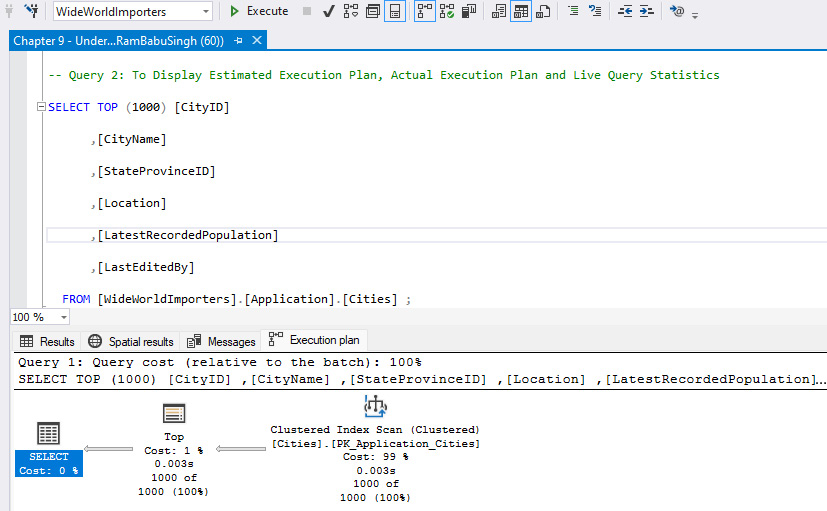 WideWorldImporters
Execute
Chapter 9 - Under...RamBabuSingh (60))
-- Query 2: To Display Estimated Execution Plan, Actual Execution Plan and Live Query Statistics
SELECT TOP (1000) [CityID]
,[CityName]
,[StateProvinceID]
,[Location]
,[LatestRecordedPopulation]
,[LastEditedBy]
FROM [WideWorldImporters].[Application].[Cities] ;
100 %
Results Spatial results Messages Execution plan
Query 1: Query cost (relative to the batch): 100%
SELECT TOP (1000) [CityID] ,[CityName] ,[StateProvinceID] ,[Location] ,[LatestRecordedPopulation]...
SELECT
Cost: 0 %
Top
Cost: 1 %
0.003s
1000 of
1000 (100%)
Clustered Index Scan (Clustered)
[Cities].[PK_Application_Cities]
Cost: 99 %
0.003s
1000 of
1000 (100%)